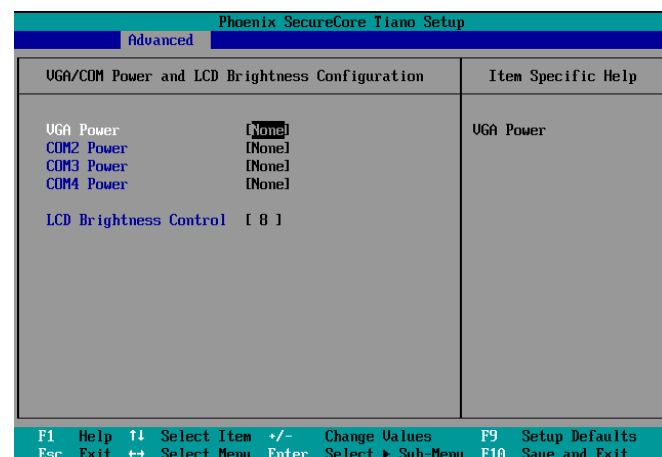 Phoenix SecureCore Tiano Setup
Advanced
VGA/COM Power and LCD Brightness Configuration
Item Specific Help
VGA Power [None]
VGA Power
COM2 Power [None]
COM3 Power [None]
COM4 Power [None]
LCD Brightness Control [ 8 ]
F1 Help ↑↓ Select Item +/- Change Values F9 Setup Defaults
Esc Exit ←→ Select Menu Enter Select ▶ Sub-Menu F10 Save and Exit